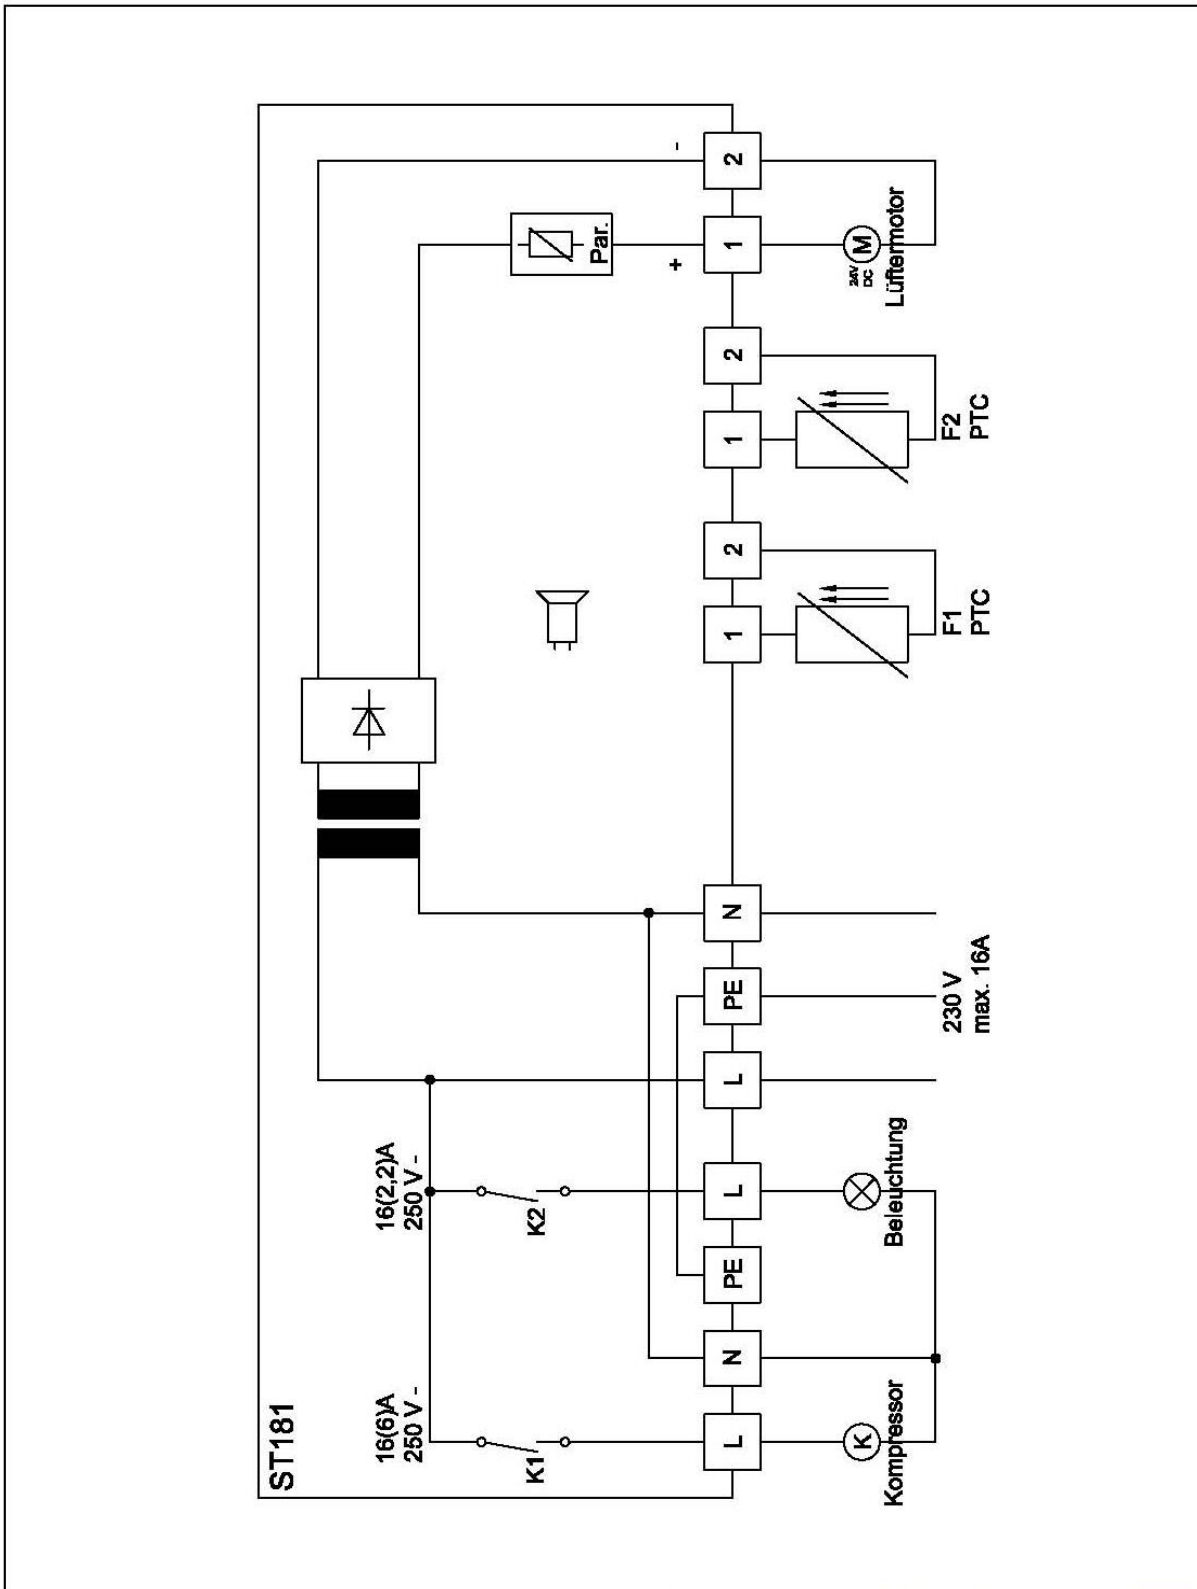 ST181
16(6)A
250 V -
16(2,2)A
250 V -
K1
K2
Par.
+
-
L
N
PE
L
L
PE
N
1
2
1
2
1
2
K
Kompressor
Beleuchtung
230 V
max. 16A
F1
PTC
F2
PTC
24V
DC
M
Lüftermotor